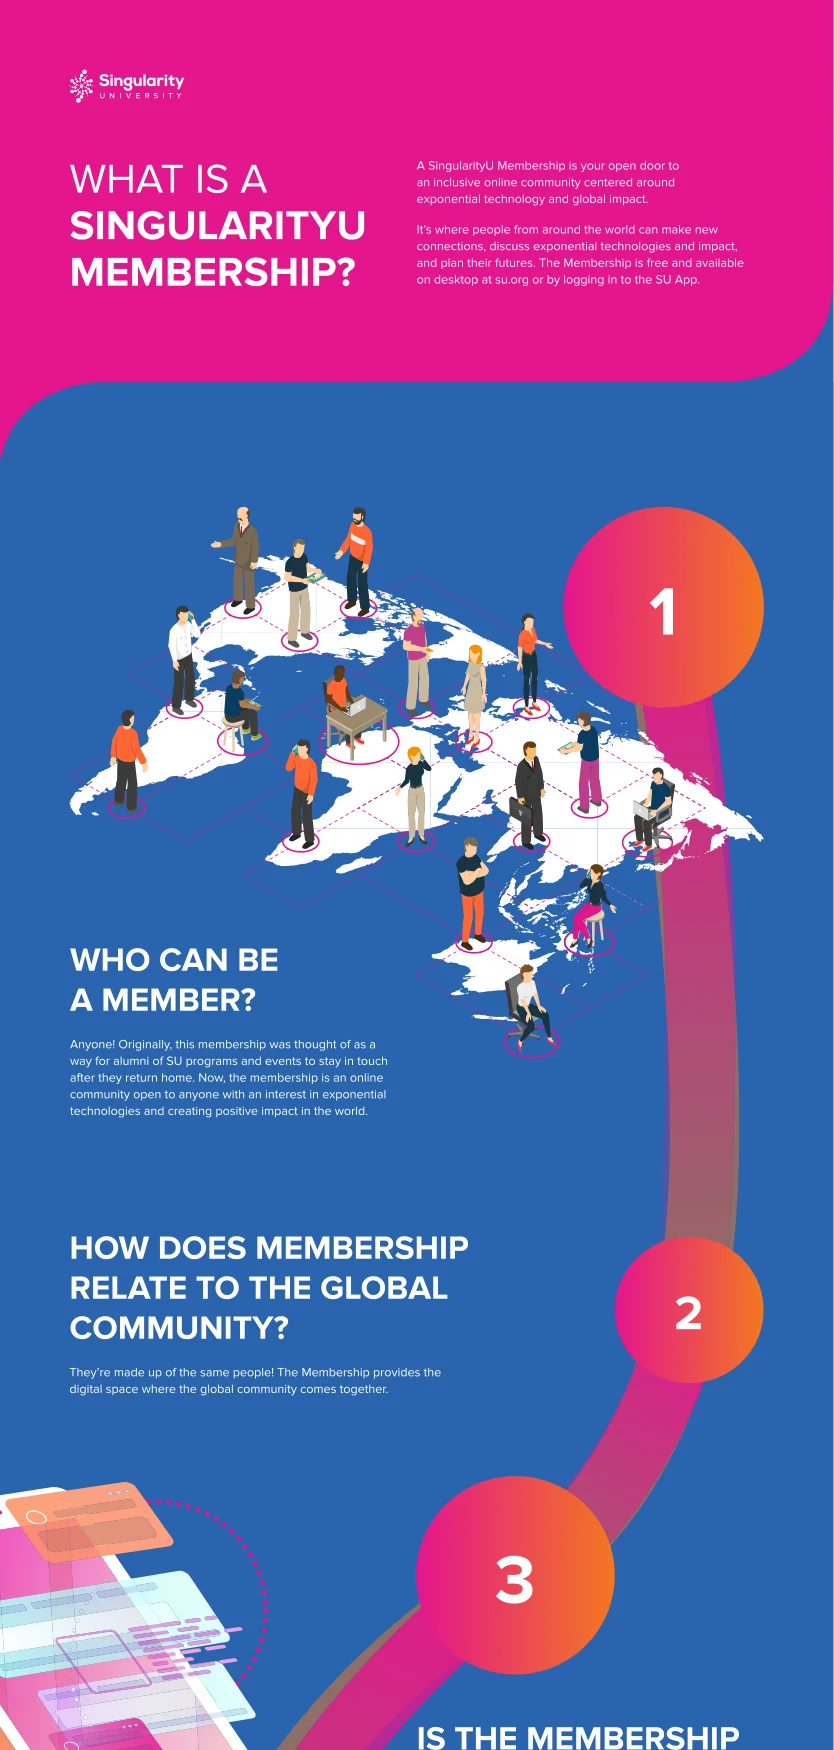 Singularity
UNIVERSITY
WHAT IS A
SINGULARITYU
MEMBERSHIP?
A SingularityU Membership is your open door to
an inclusive online community centered around
exponential technology and global impact.
It's where people from around the world can make new
connections, discuss exponential technologies and impact,
and plan their futures. The Membership is free and available
on desktop at su.org or by logging in to the SU App.
1
WHO CAN BE
A MEMBER?
Anyone! Originally, this membership was thought of as a
way for alumni of SU programs and events to stay in touch
after they return home. Now, the membership is an online
community open to anyone with an interest in exponential
technologies and creating positive impact in the world.
HOW DOES MEMBERSHIP
RELATE TO THE GLOBAL
COMMUNITY?
2
They're made up of the same people! The Membership provides the
digital space where the global community comes together.
3
IS THE MEMBERSHIP